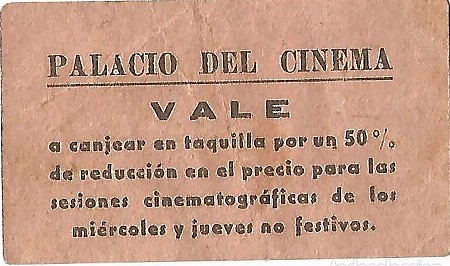 PALACIO DEL CINEMA
VALE
a canjear en taquilla por un 50%.
de reducción en el precio para las
sesiones cinematográficas de los
miércoles y jueves no festivos.